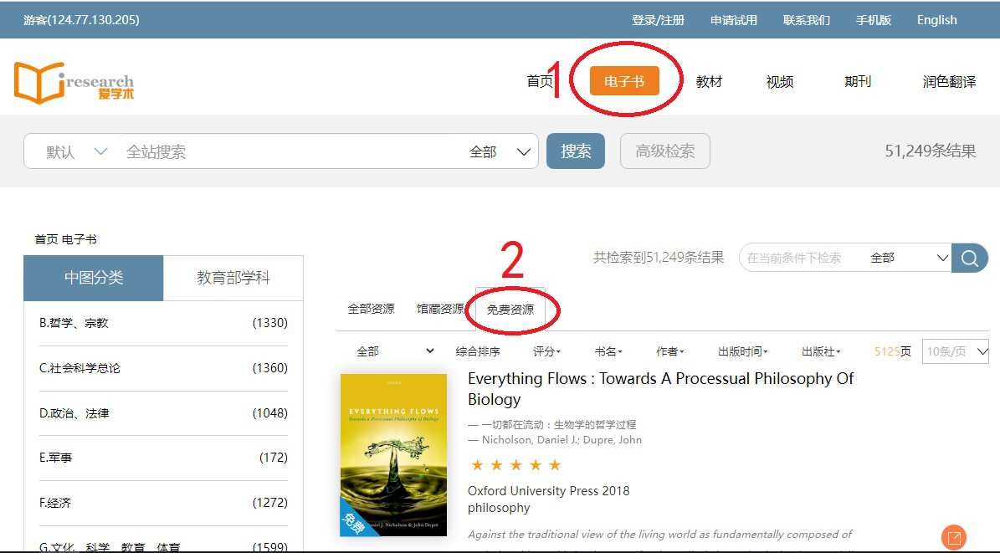 游客(124.77.130.205) 登录/注册 申请试用 联系我们 手机版 English
iresearch
爱学术
首页 1 电子书 教材 视频 期刊 润色翻译
默认 全站搜索 全部 搜索 高级检索 51,249条结果
首页 电子书
中图分类 教育部学科
B.哲学、宗教 (1330)
C.社会科学总论 (1360)
D.政治、法律 (1048)
E.军事 (172)
F.经济 (1272)
G.文化、科学、教育、体育 (1599)
共检索到51,249条结果 在当前条件下检索 全部
2
全部资源 馆藏资源 免费资源
全部 综合排序 评分 书名 作者 出版时间 出版社 5125页 10条/页
EVERYTHING FLOWS
Towards a Processual Philosophy of Biology
Daniel J. Nicholson & John Dupré
免费
Everything Flows : Towards A Processual Philosophy Of
Biology
— 一切都在流动：生物学的哲学过程
— Nicholson, Daniel J.; Dupre, John
Oxford University Press 2018
philosophy
Against the traditional view of the living world as fundamentally composed of